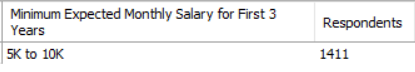 Minimum Expected Monthly Salary for First 3
Years
Respondents
5K to 10K 1411